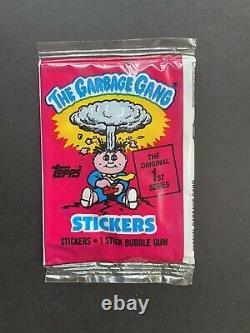 THE GARBAGE GANG
topps
THE
ORIGINAL
1ST
SERIES
STICKERS
STICKERS • 1 STICK BUBBLE GUM